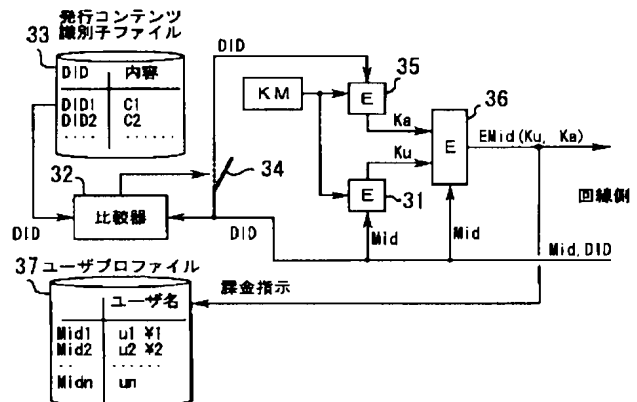 発行コンテンツ
識別子ファイル
33
DID 内容
DID1 C1
DID2 C2
..... .....
DID
KM
E
35
Ka
36
E
EMid(Ku, Ka)
Ku
E
31
34
32
比較器
DID
DID
Mid
Mid
回線側
Mid, DID
37 ユーザプロファイル
課金指示
ユーザ名
Mid1 u1 ¥1
Mid2 u2 ¥2
... .....
Midn un